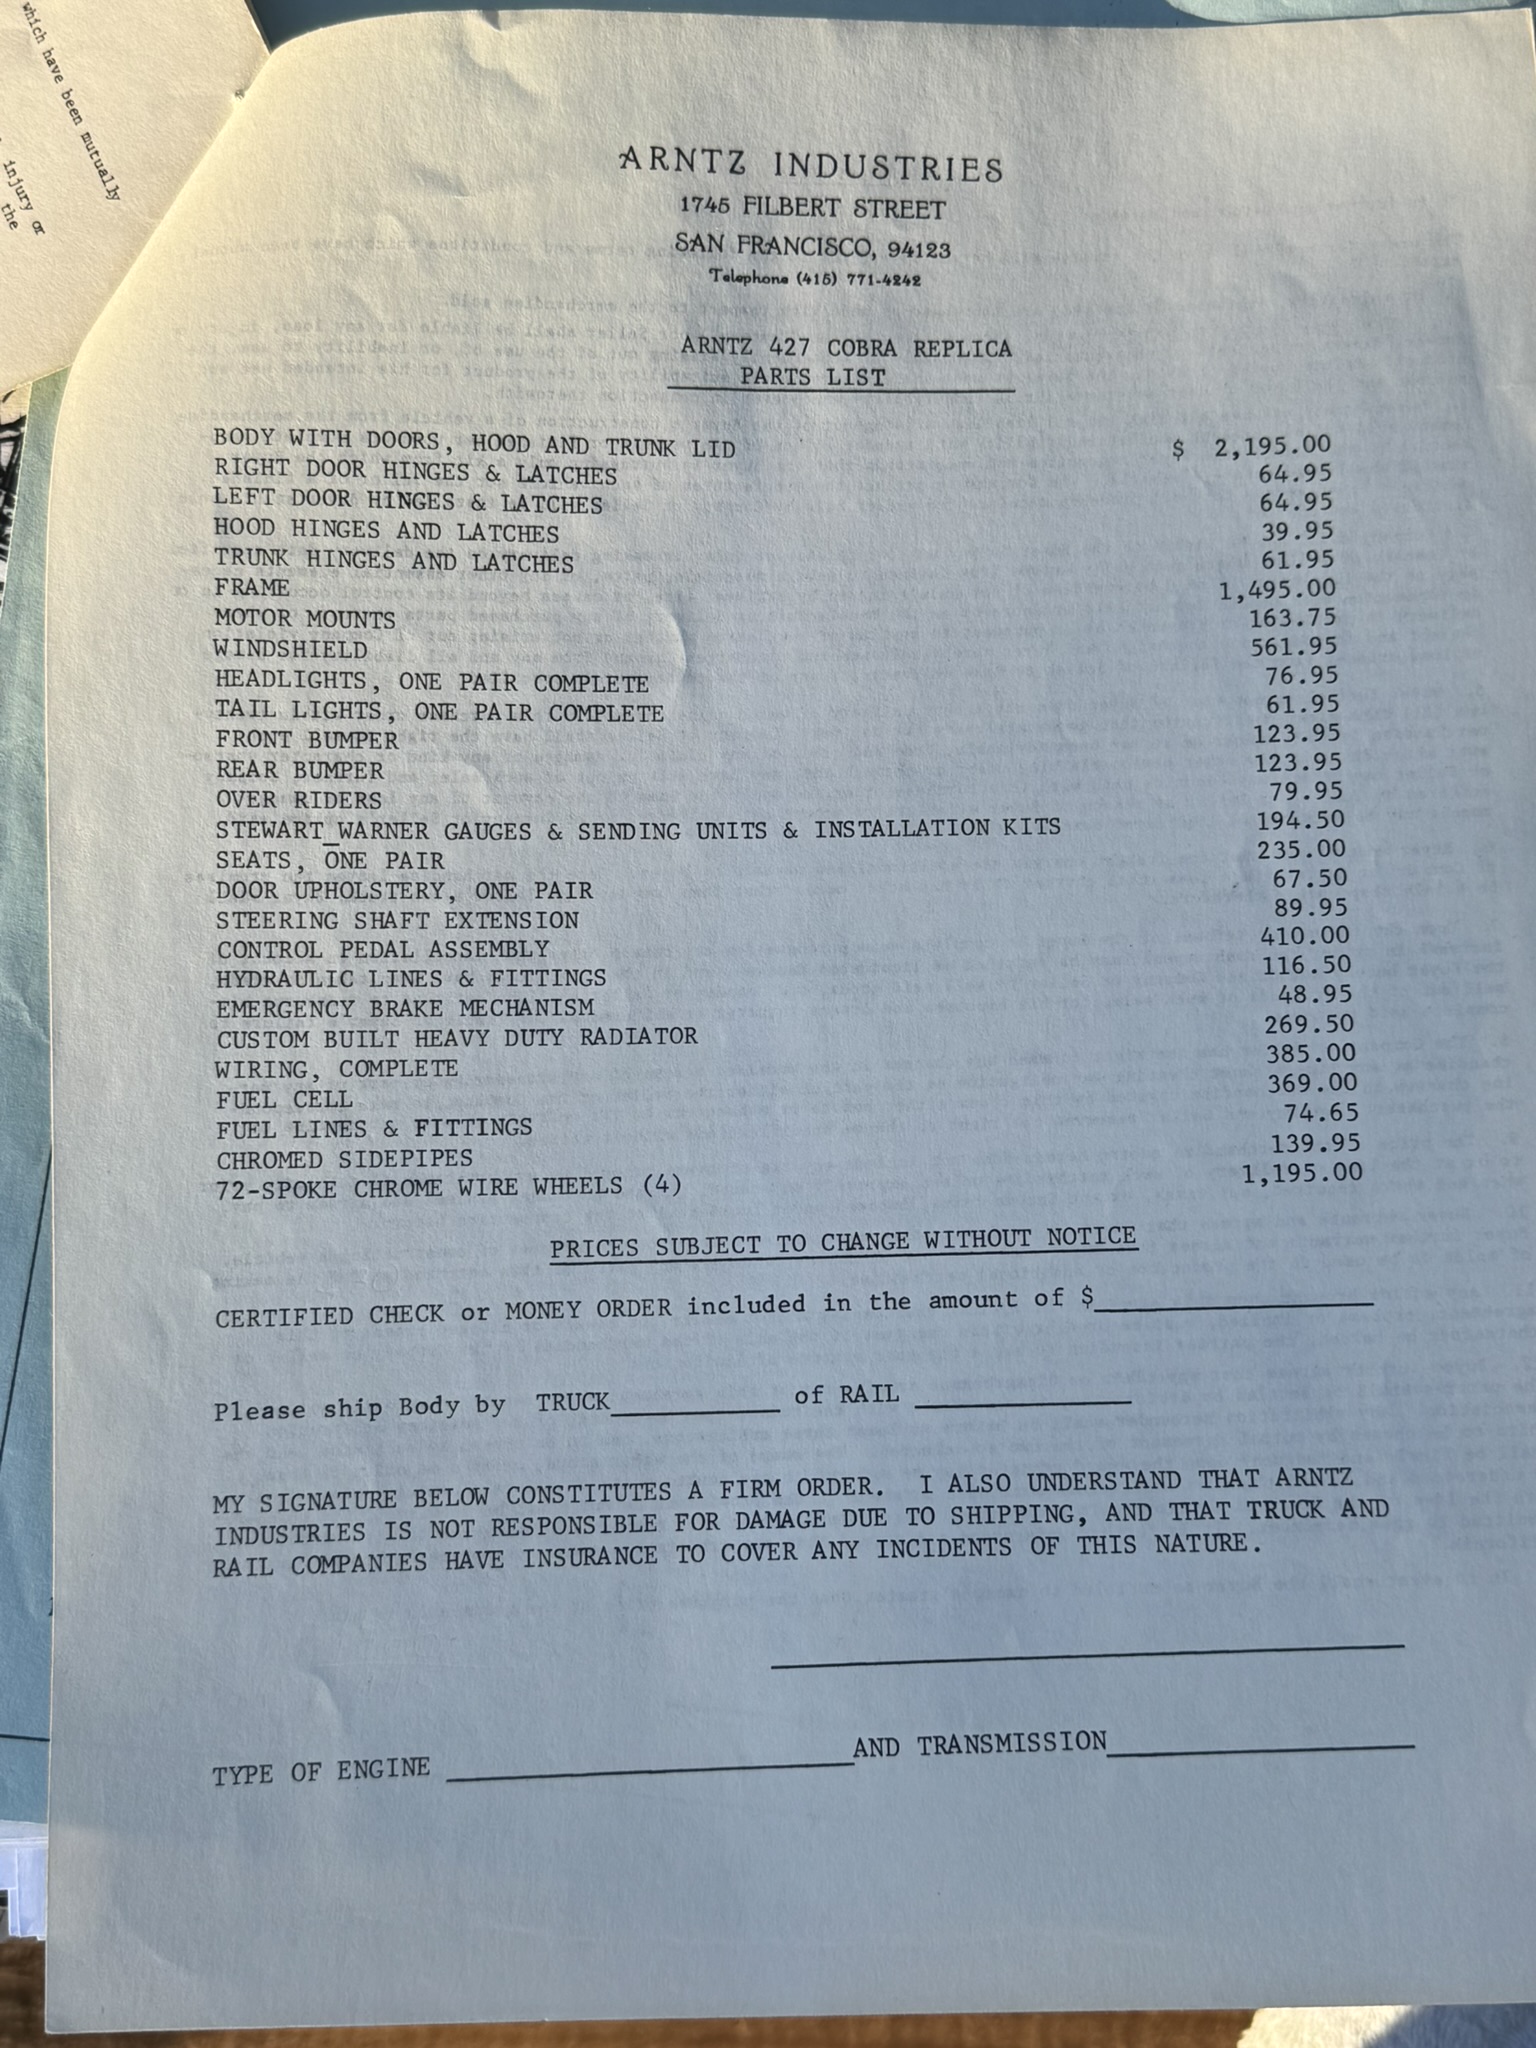 which have been mutually
injury or
the
ARNTZ INDUSTRIES
1745 FILBERT STREET
SAN FRANCISCO, 94123
Telephone (415) 771-4242
ARNTZ 427 COBRA REPLICA
PARTS LIST
BODY WITH DOORS, HOOD AND TRUNK LID $ 2,195.00
RIGHT DOOR HINGES & LATCHES 64.95
LEFT DOOR HINGES & LATCHES 64.95
HOOD HINGES AND LATCHES 39.95
TRUNK HINGES AND LATCHES 61.95
FRAME 1,495.00
MOTOR MOUNTS 163.75
WINDSHIELD 561.95
HEADLIGHTS, ONE PAIR COMPLETE 76.95
TAIL LIGHTS, ONE PAIR COMPLETE 61.95
FRONT BUMPER 123.95
REAR BUMPER 123.95
OVER RIDERS 79.95
STEWART_WARNER GAUGES & SENDING UNITS & INSTALLATION KITS 194.50
SEATS, ONE PAIR 235.00
DOOR UPHOLSTERY, ONE PAIR 67.50
STEERING SHAFT EXTENSION 89.95
CONTROL PEDAL ASSEMBLY 410.00
HYDRAULIC LINES & FITTINGS 116.50
EMERGENCY BRAKE MECHANISM 48.95
CUSTOM BUILT HEAVY DUTY RADIATOR 269.50
WIRING, COMPLETE 385.00
FUEL CELL 369.00
FUEL LINES & FITTINGS 74.65
CHROMED SIDEPIPES 139.95
72-SPOKE CHROME WIRE WHEELS (4) 1,195.00
PRICES SUBJECT TO CHANGE WITHOUT NOTICE
CERTIFIED CHECK or MONEY ORDER included in the amount of $
Please ship Body by TRUCK of RAIL
MY SIGNATURE BELOW CONSTITUTES A FIRM ORDER. I ALSO UNDERSTAND THAT ARNTZ
INDUSTRIES IS NOT RESPONSIBLE FOR DAMAGE DUE TO SHIPPING, AND THAT TRUCK AND
RAIL COMPANIES HAVE INSURANCE TO COVER ANY INCIDENTS OF THIS NATURE.
TYPE OF ENGINE AND TRANSMISSION